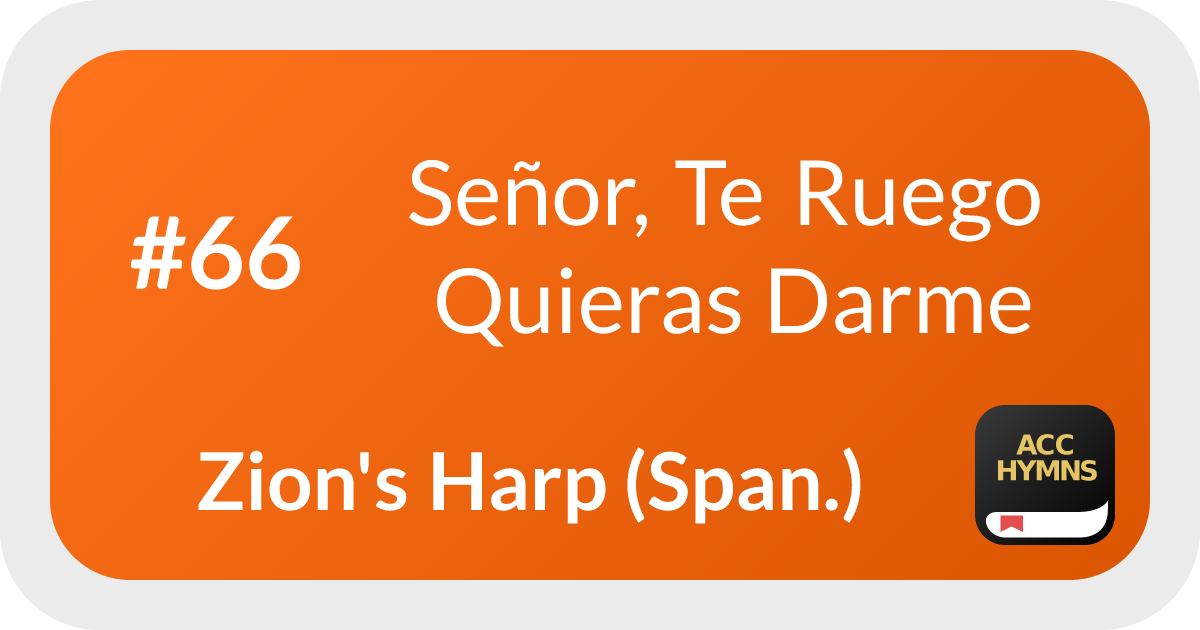 #66
Señor, Te Ruego
Quieras Darme
Zion's Harp (Span.)
ACC
HYMNS